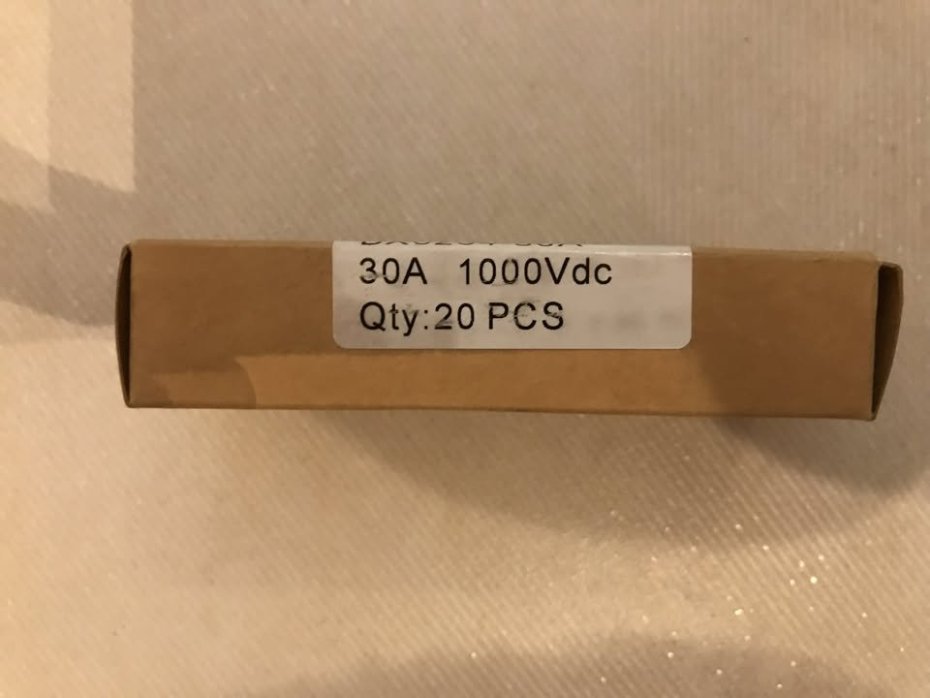 30A 1000Vdc
Qty:20 PCS